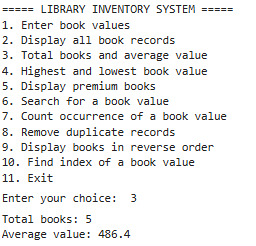 ===== LIBRARY INVENTORY SYSTEM =====
1. Enter book values
2. Display all book records
3. Total books and average value
4. Highest and lowest book value
5. Display premium books
6. Search for a book value
7. Count occurrence of a book value
8. Remove duplicate records
9. Display books in reverse order
10. Find index of a book value
11. Exit
Enter your choice:  3
Total books: 5
Average value: 486.4